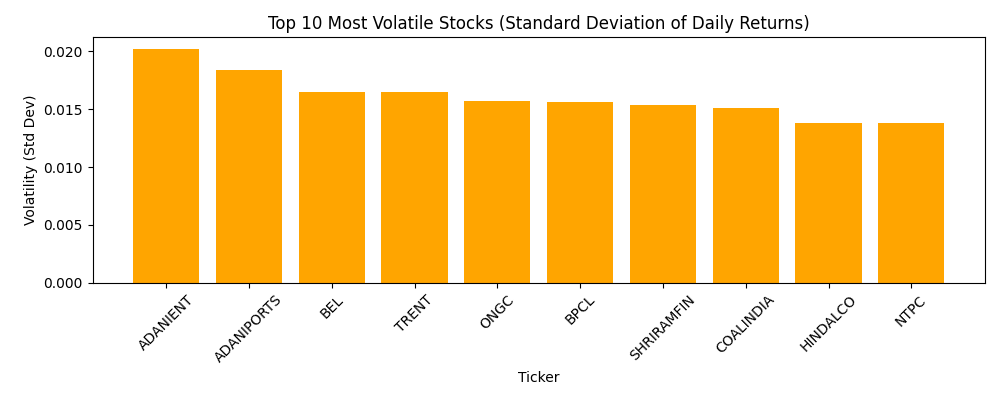 Top 10 Most Volatile Stocks (Standard Deviation of Daily Returns)
Volatility (Std Dev)
0.020
0.015
0.010
0.005
0.000
ADANIENT
ADANIPORTS
BEL
TRENT
ONGC
BPCL
SHRIRAMFIN
COALINDIA
HINDALCO
NTPC
Ticker